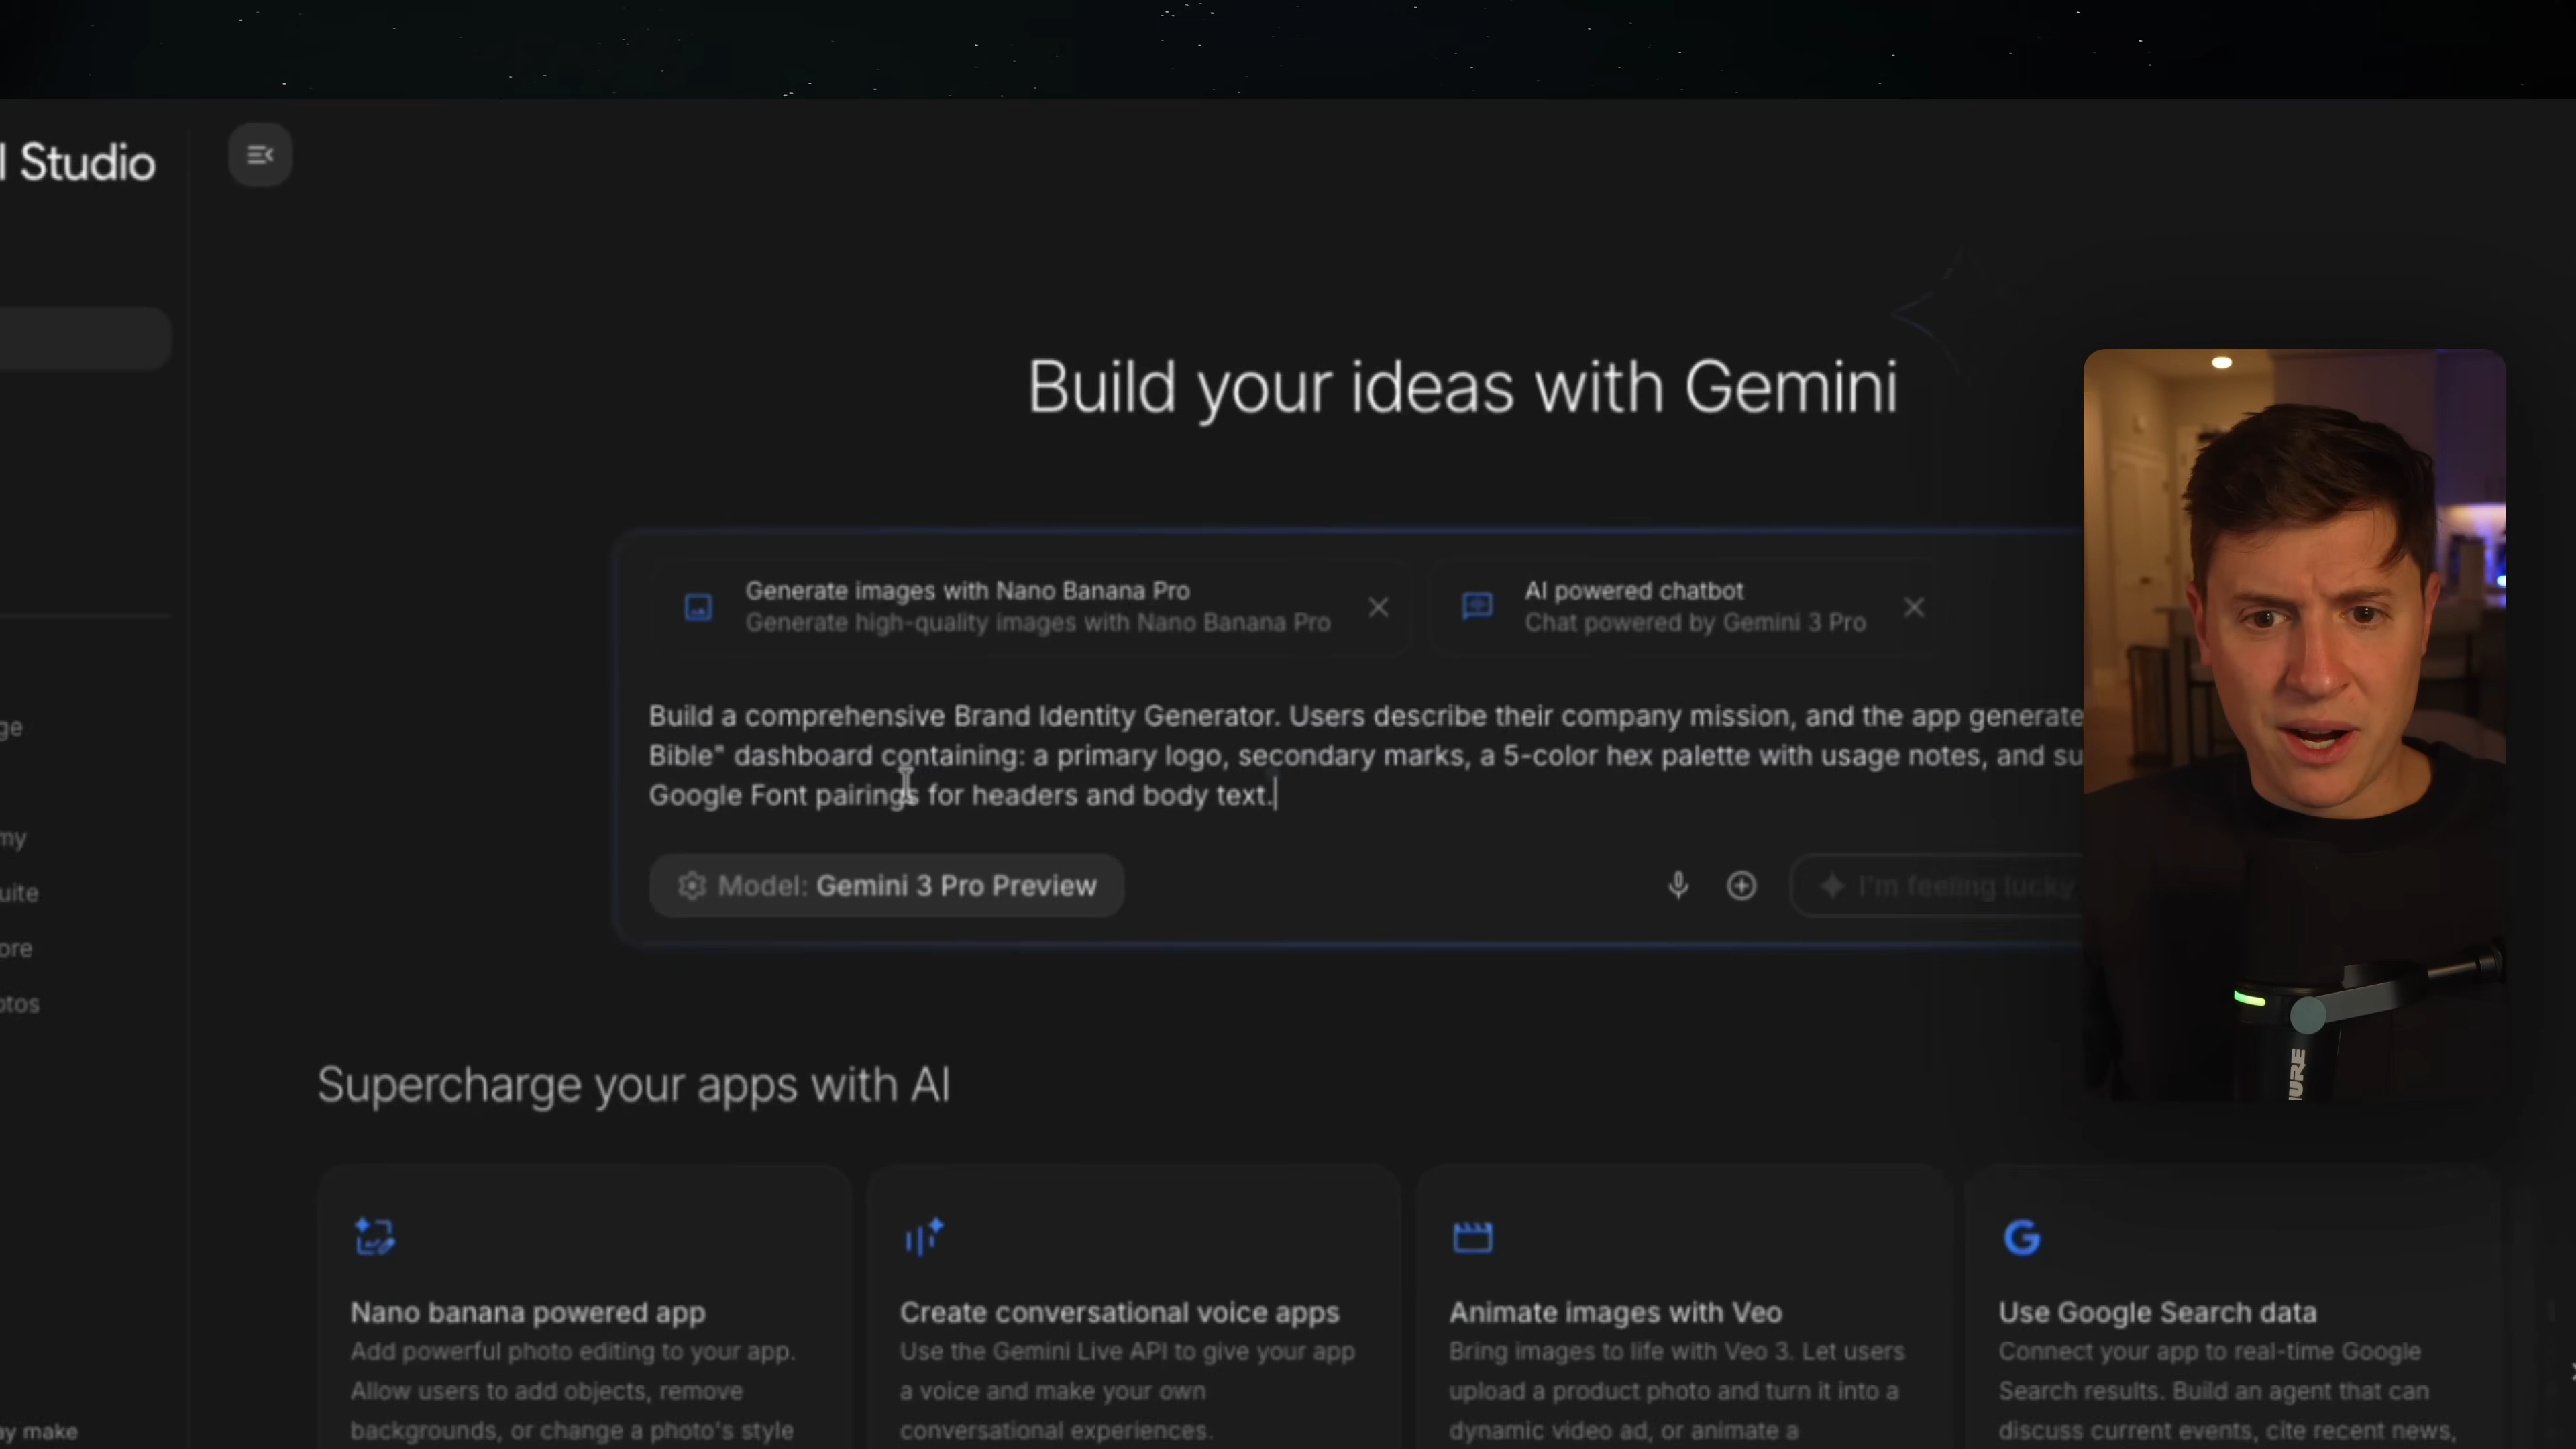 I Studio
Build your ideas with Gemini
Generate images with Nano Banana Pro
Generate high-quality images with Nano Banana Pro
AI powered chatbot
Chat powered by Gemini 3 Pro
Build a comprehensive Brand Identity Generator. Users describe their company mission, and the app generate
Bible" dashboard containing: a primary logo, secondary marks, a 5-color hex palette with usage notes, and su
Google Font pairings for headers and body text.
Model: Gemini 3 Pro Preview
I'm feeling lucky
ge
my
uite
ore
otos
ay make
Supercharge your apps with AI
Nano banana powered app
Add powerful photo editing to your app.
Allow users to add objects, remove
backgrounds, or change a photo's style
Create conversational voice apps
Use the Gemini Live API to give your app
a voice and make your own
conversational experiences.
Animate images with Veo
Bring images to life with Veo 3. Let users
upload a product photo and turn it into a
dynamic video ad, or animate a
Use Google Search data
Connect your app to real-time Google
Search results. Build an agent that can
discuss current events, cite recent news,
URE